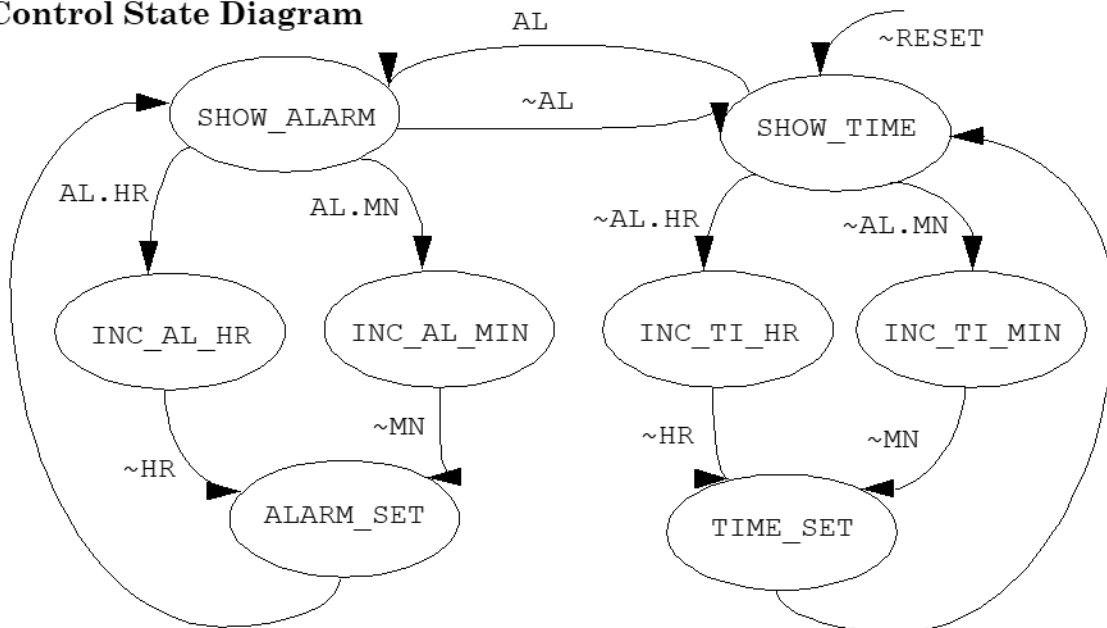 Control State Diagram
AL
~RESET
~AL
SHOW_ALARM
SHOW_TIME
AL.HR
AL.MN
~AL.HR
~AL.MN
INC_AL_HR
INC_AL_MIN
INC_TI_HR
INC_TI_MIN
~HR
~MN
~HR
~MN
ALARM_SET
TIME_SET